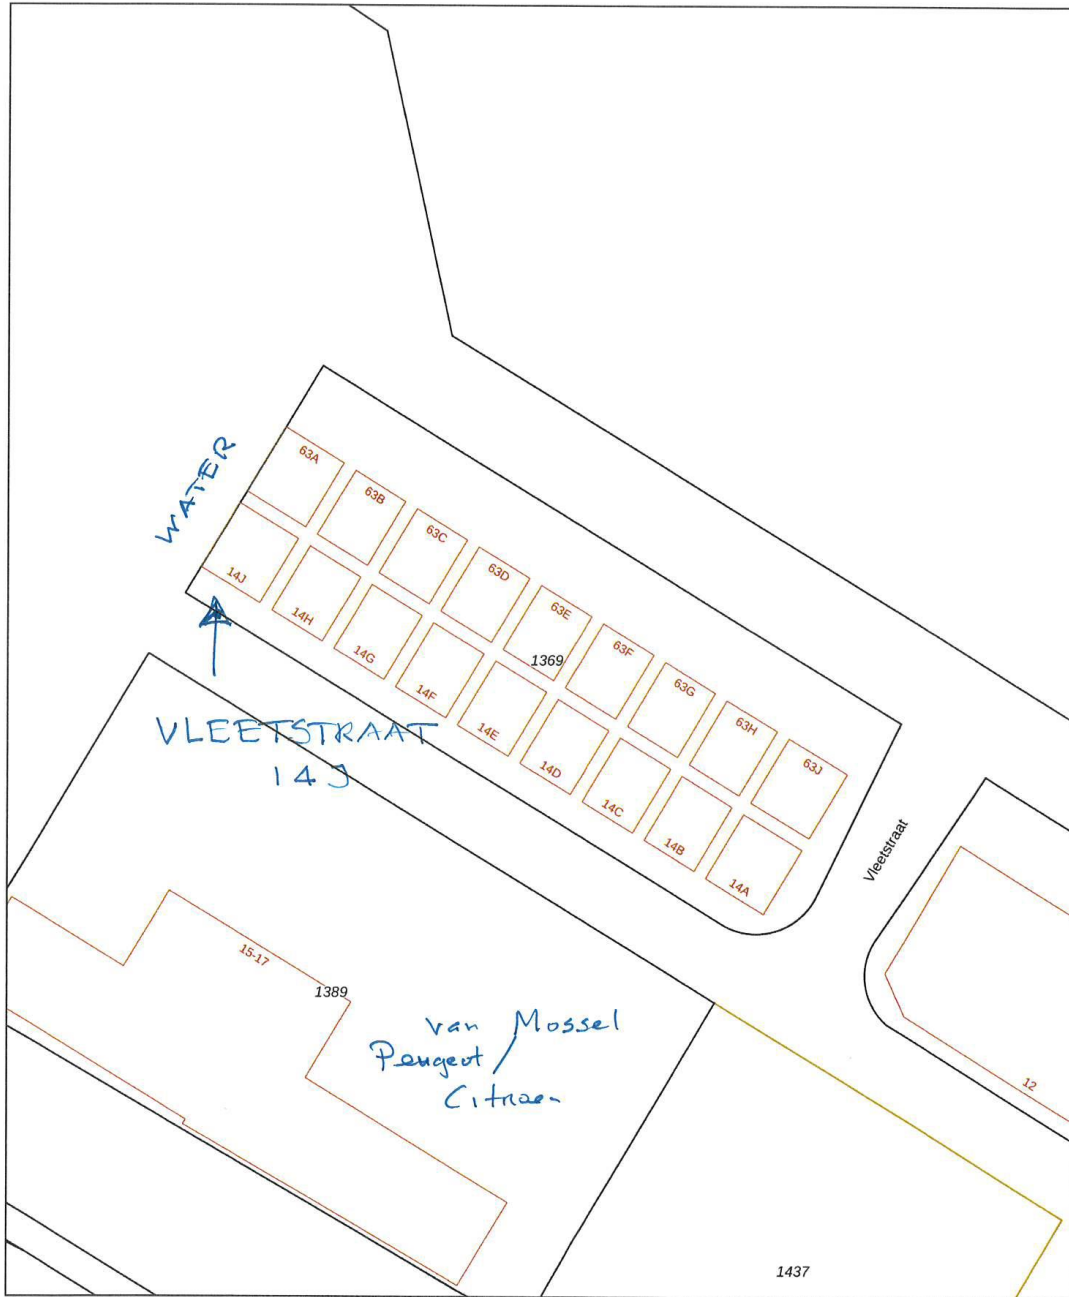 WATER
63A
63B
63C
63D
63E
63F
63G
63H
63J
14J
14H
14G
14F
14E
14D
14C
14B
14A
1369
VLEETSTRAAT
14J
Vleetstraat
15-17
1389
van Mossel
Peugeot /
Citroen
12
1437